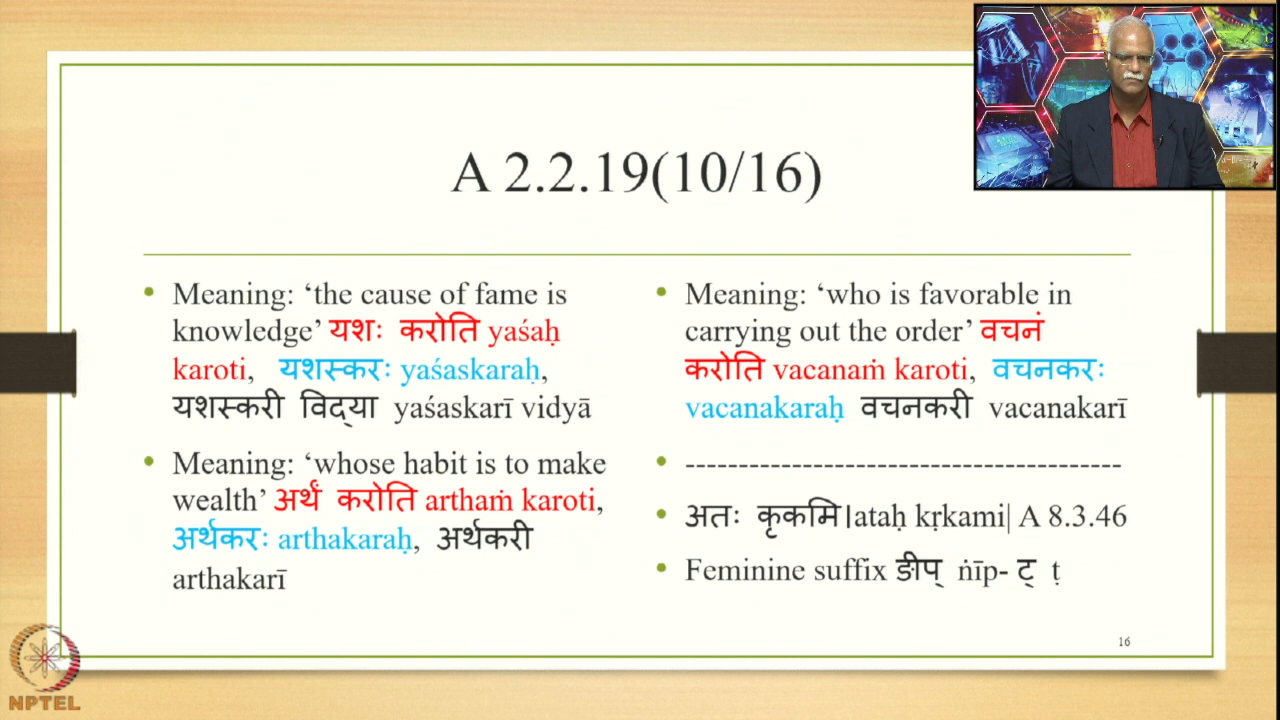 A 2.2.19(10/16)
• Meaning: ‘the cause of fame is
knowledge’ यशः करोति yaśaḥ
karoti, यशस्करः yaśaskaraḥ,
यशस्करी विद्या yaśaskarī vidyā
• Meaning: ‘whose habit is to make
wealth’ अर्थं करोति arthaṁ karoti,
अर्थकरः arthakaraḥ, अर्थकरी
arthakarī
• Meaning: ‘who is favorable in
carrying out the order’ वचनं
करोति vacanaṁ karoti, वचनकरः
vacanakaraḥ वचनकरी vacanakarī
• ----------------------------------------
• अतः कृकमि।ataḥ kṛkami| A 8.3.46
• Feminine suffix ङीप् ṅīp- ट् ṭ
16
NPTEL